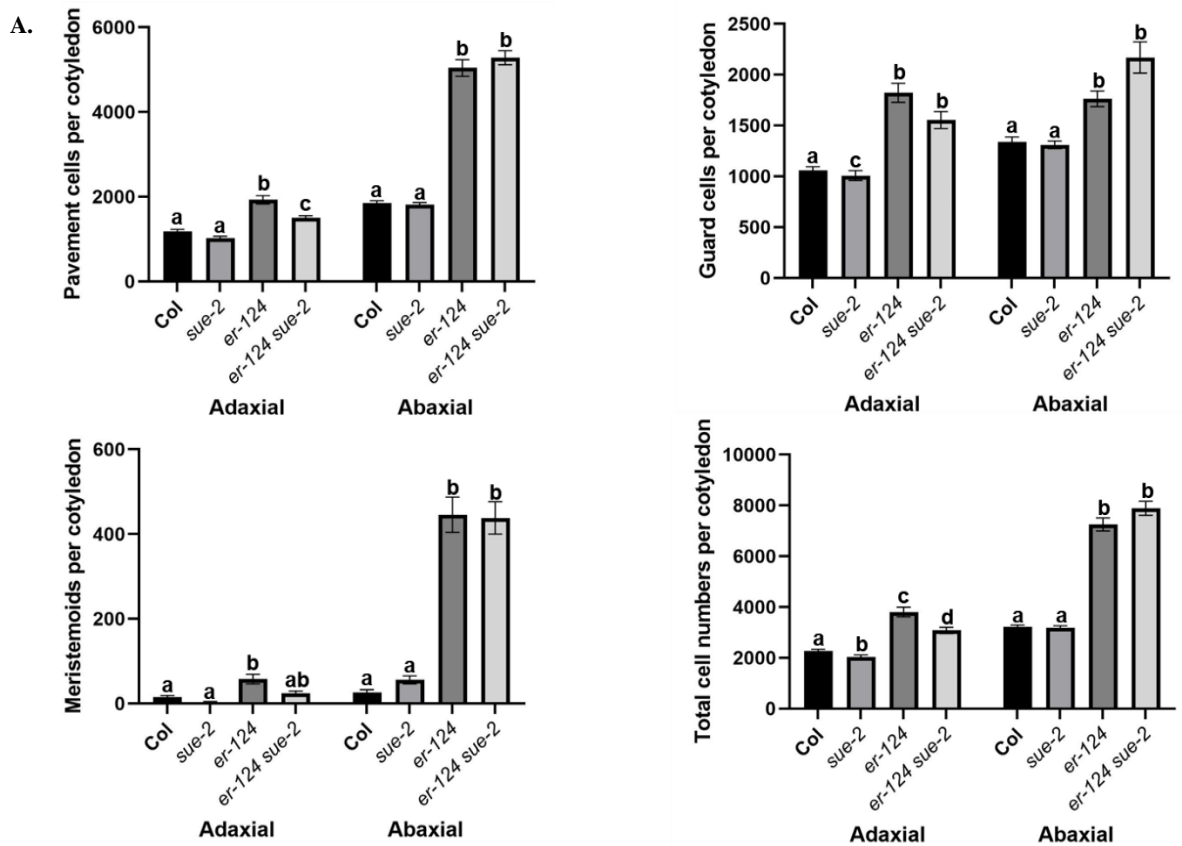 A.
Pavement cells per cotyledon
6000
4000
2000
0
a
a
b
c
a
a
b
b
Col
sue-2
er-124
er-124 sue-2
Col
sue-2
er-124
er-124 sue-2
Adaxial
Abaxial
Guard cells per cotyledon
2500
2000
1500
1000
500
0
a
c
b
b
a
a
b
b
Col
sue-2
er-124
er-124 sue-2
Col
sue-2
er-124
er-124 sue-2
Adaxial
Abaxial
Meristemoids per cotyledon
600
400
200
0
a
a
b
ab
a
a
b
b
Col
sue-2
er-124
er-124 sue-2
Col
sue-2
er-124
er-124 sue-2
Adaxial
Abaxial
Total cell numbers per cotyledon
10000
8000
6000
4000
2000
0
a
b
c
d
a
a
b
b
Col
sue-2
er-124
er-124 sue-2
Col
sue-2
er-124
er-124 sue-2
Adaxial
Abaxial